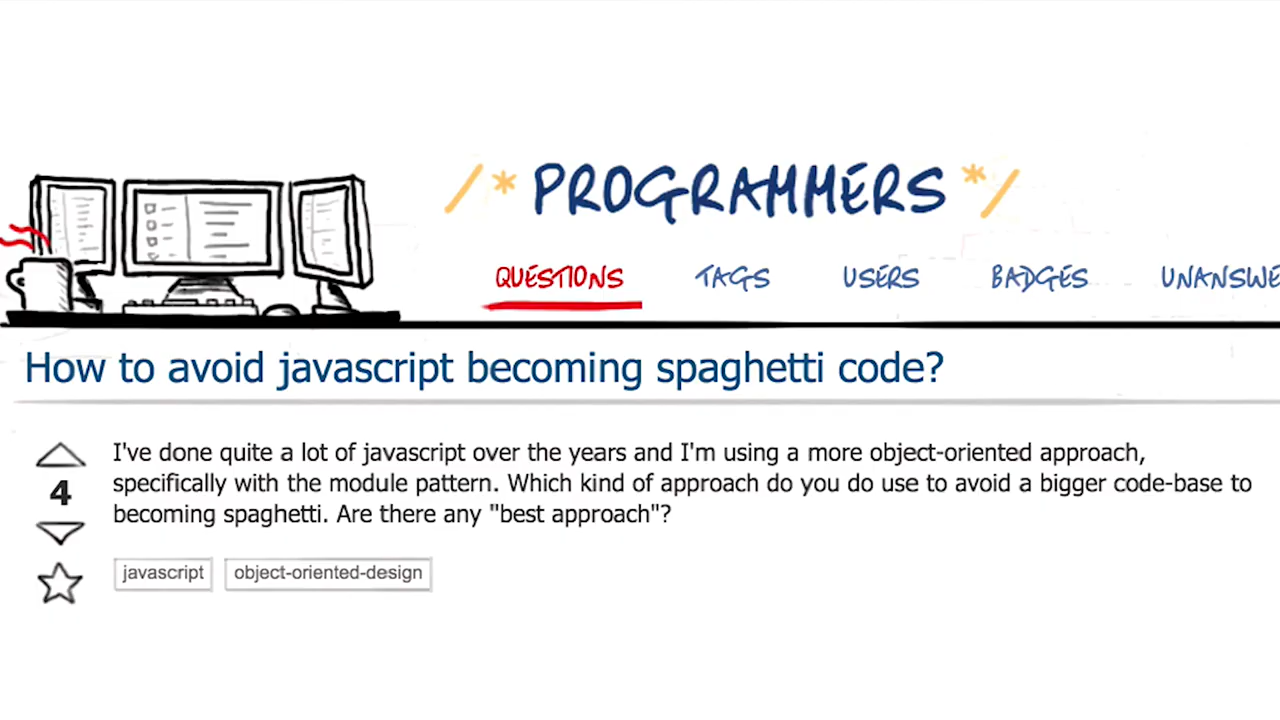 /* PROGRAMMERS */
QUESTIONS TAGS USERS BADGES UNANSWE
How to avoid javascript becoming spaghetti code?
I've done quite a lot of javascript over the years and I'm using a more object-oriented approach,
specifically with the module pattern. Which kind of approach do you do use to avoid a bigger code-base to
4
becoming spaghetti. Are there any "best approach"?
javascript object-oriented-design